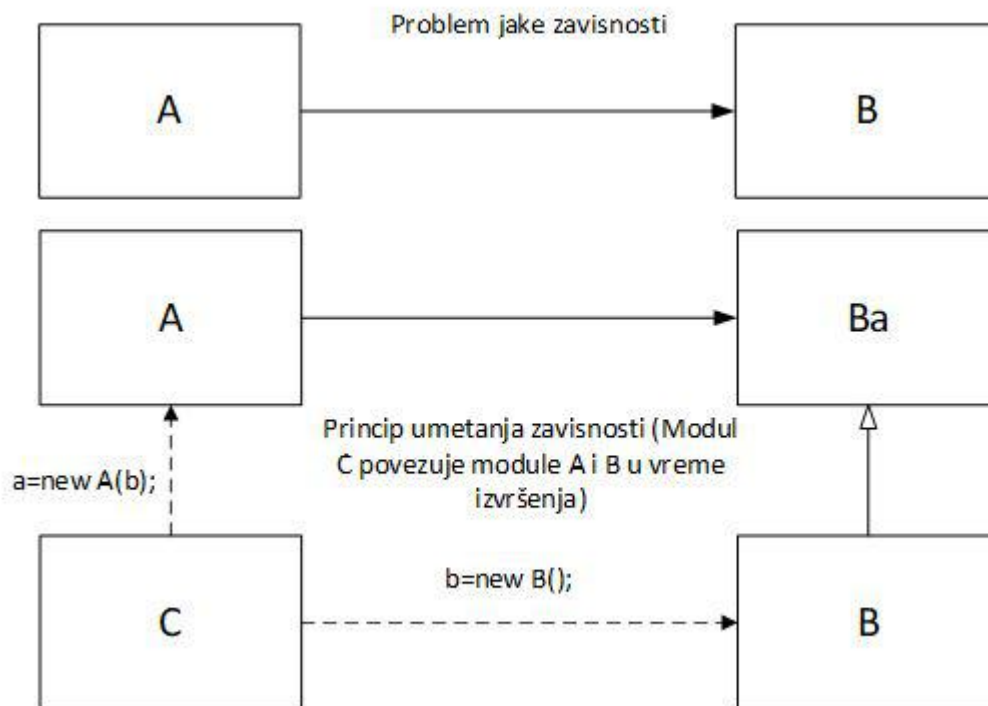 Problem jake zavisnosti
A
B
A
Ba
Princip umetanja zavisnosti (Modul
C povezuje module A i B u vreme
izvršenja)
a=new A(b);
b=new B();
C
B